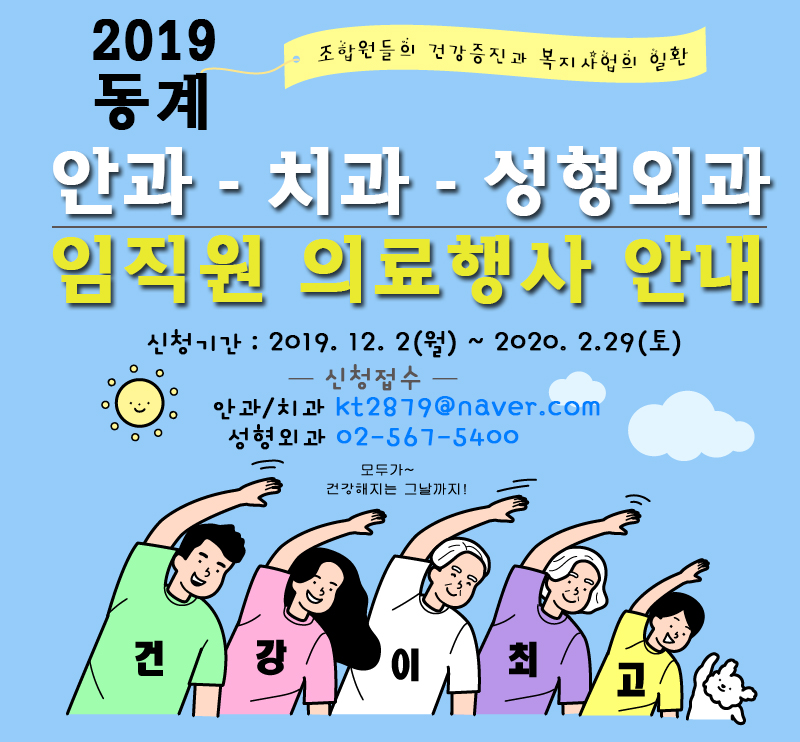 2019
동계
조합원들의 건강증진과 복지사업의 일환
안과 - 치과 - 성형외과
임직원 의료행사 안내
신청기간 : 2019. 12. 2(월) ~ 2020. 2.29(토)
— 신청접수 —
안과/치과 kt2879@naver.com
성형외과 02-567-5400
모두가~
건강해지는 그날까지!
건 강 이 최 고